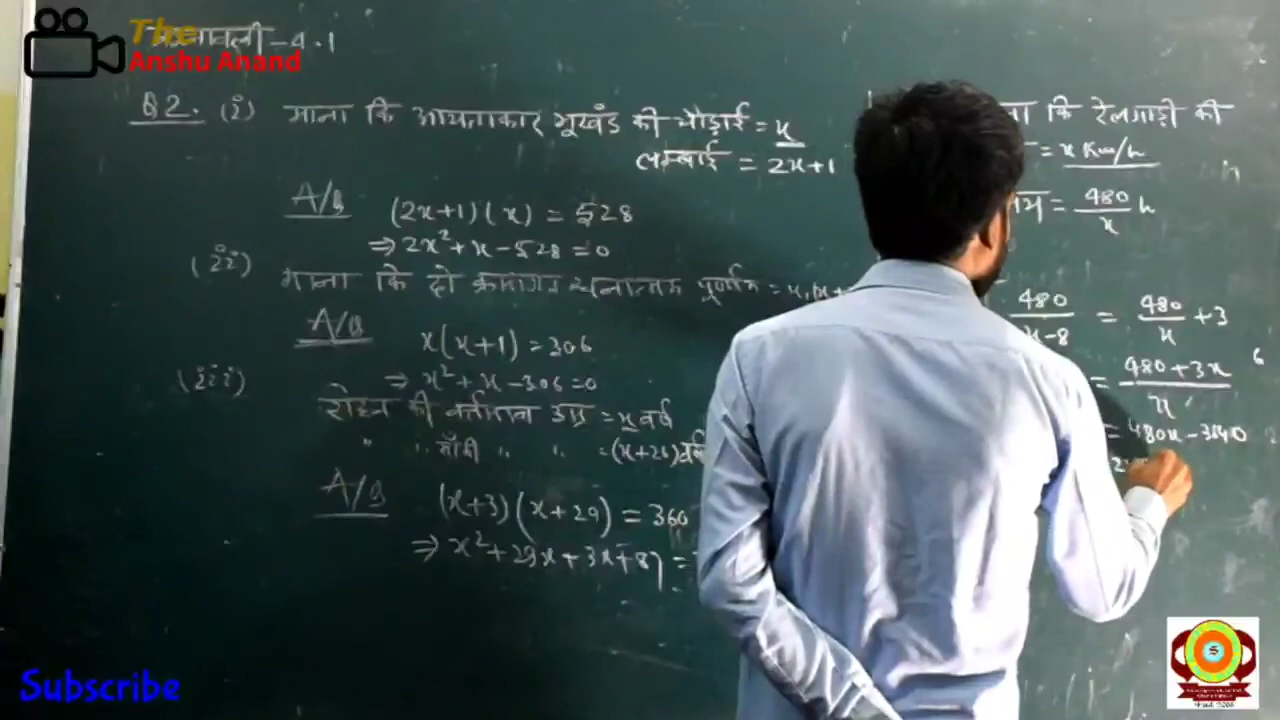 The
Anshu Anand
प्रश्नावली-4.1
Q2. (i) माना कि आयताकार भूखंड की चौड़ाई = x
लम्बाई = 2x+1
A/q (2x+1)(x) = 528
⇒ 2x²+x-528=0
(ii) माना कि दो क्रमागत धनात्मक पूर्णांक = x,
A/q x(x+1)=306
⇒ x²+x-306=0
(iii) रोहन की वर्तमान उम्र = x वर्ष
" " माँ की " " = (x+26)
A/q (x+3)(x+29) = 360
⇒ x²+29x+3x+87 =
कि रेलगाड़ी की
= x km/h
= 480/x h
480/x-8 = 480/x +3
= 480+3x/x
= 480x-3840
Subscribe
S